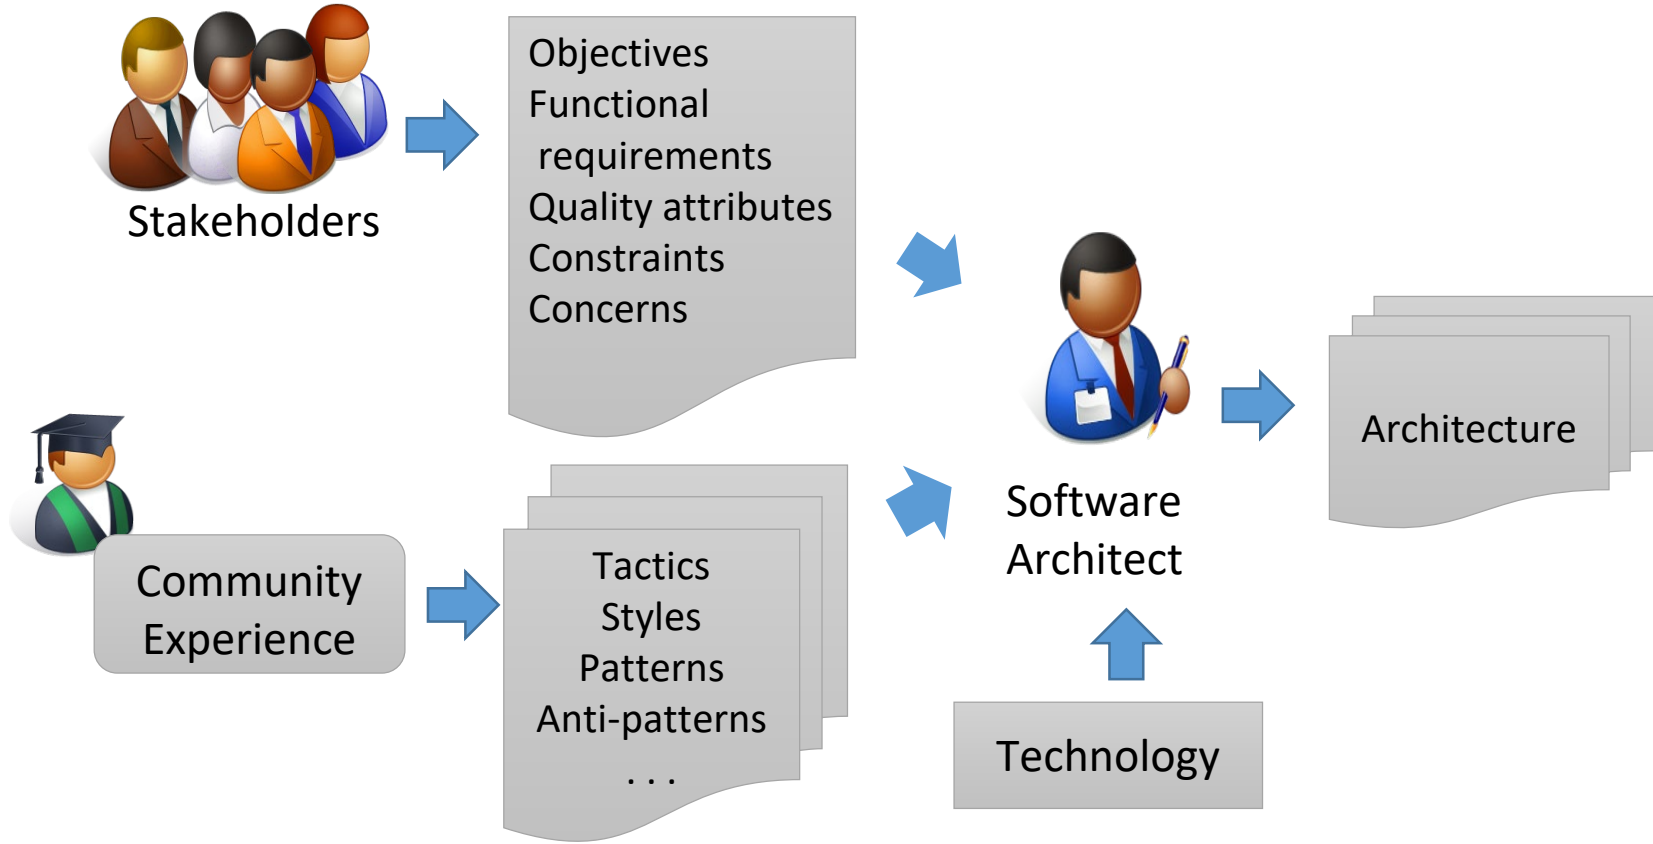 Stakeholders
Objectives
Functional
requirements
Quality attributes
Constraints
Concerns
Community
Experience
Tactics
Styles
Patterns
Anti-patterns
. . .
Software
Architect
Technology
Architecture